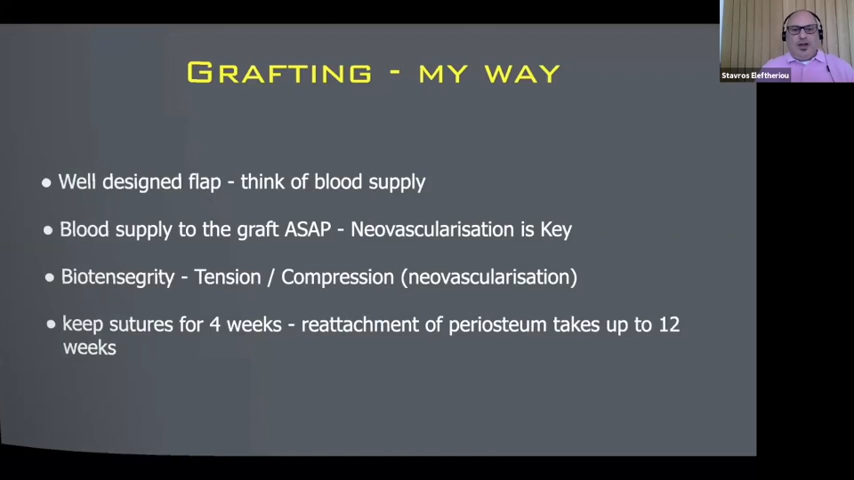 GRAFTING - MY WAY
Stavros Eleftheriou
● Well designed flap - think of blood supply
● Blood supply to the graft ASAP - Neovascularisation is Key
● Biotensegrity - Tension / Compression (neovascularisation)
● keep sutures for 4 weeks - reattachment of periosteum takes up to 12
weeks